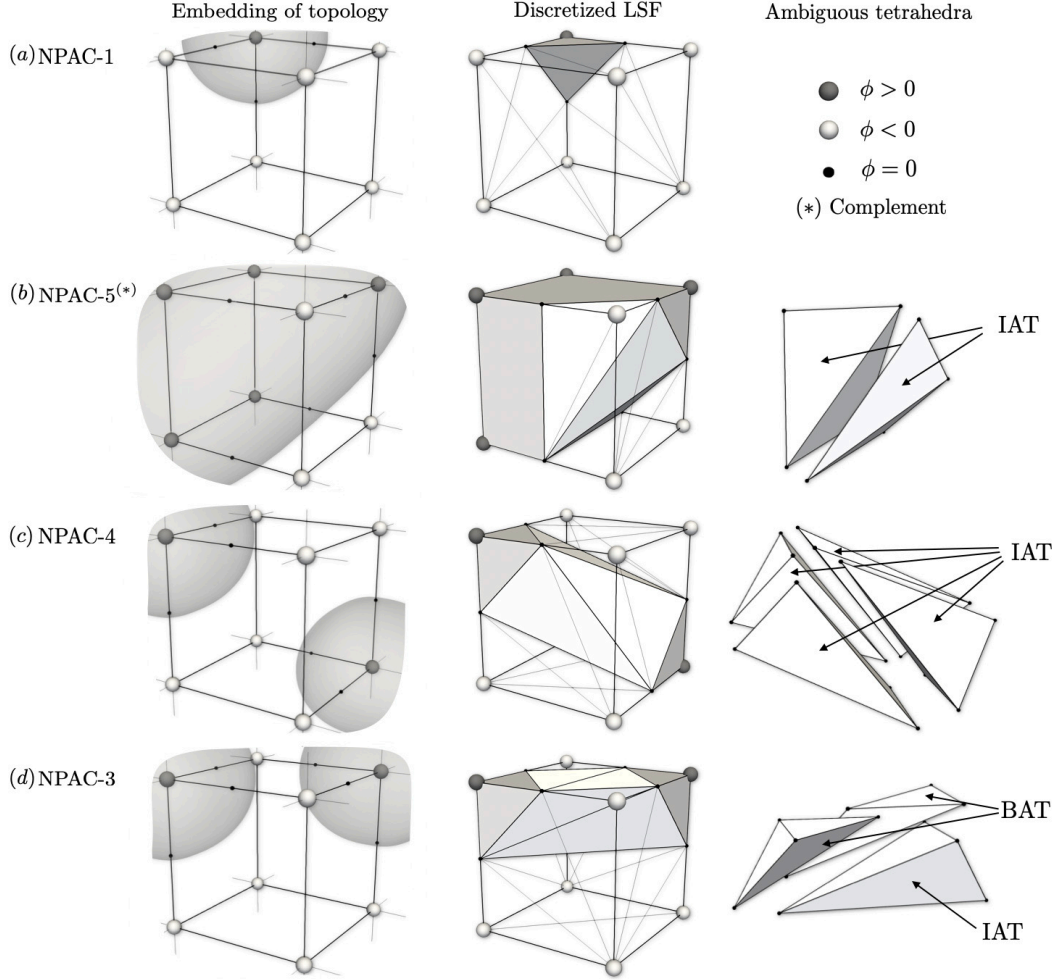 Embedding of topology Discretized LSF Ambiguous tetrahedra
(a) NPAC-1
ϕ > 0
ϕ < 0
ϕ = 0
(∗) Complement
(b) NPAC-5(∗)
IAT
(c) NPAC-4
IAT
(d) NPAC-3
BAT
IAT